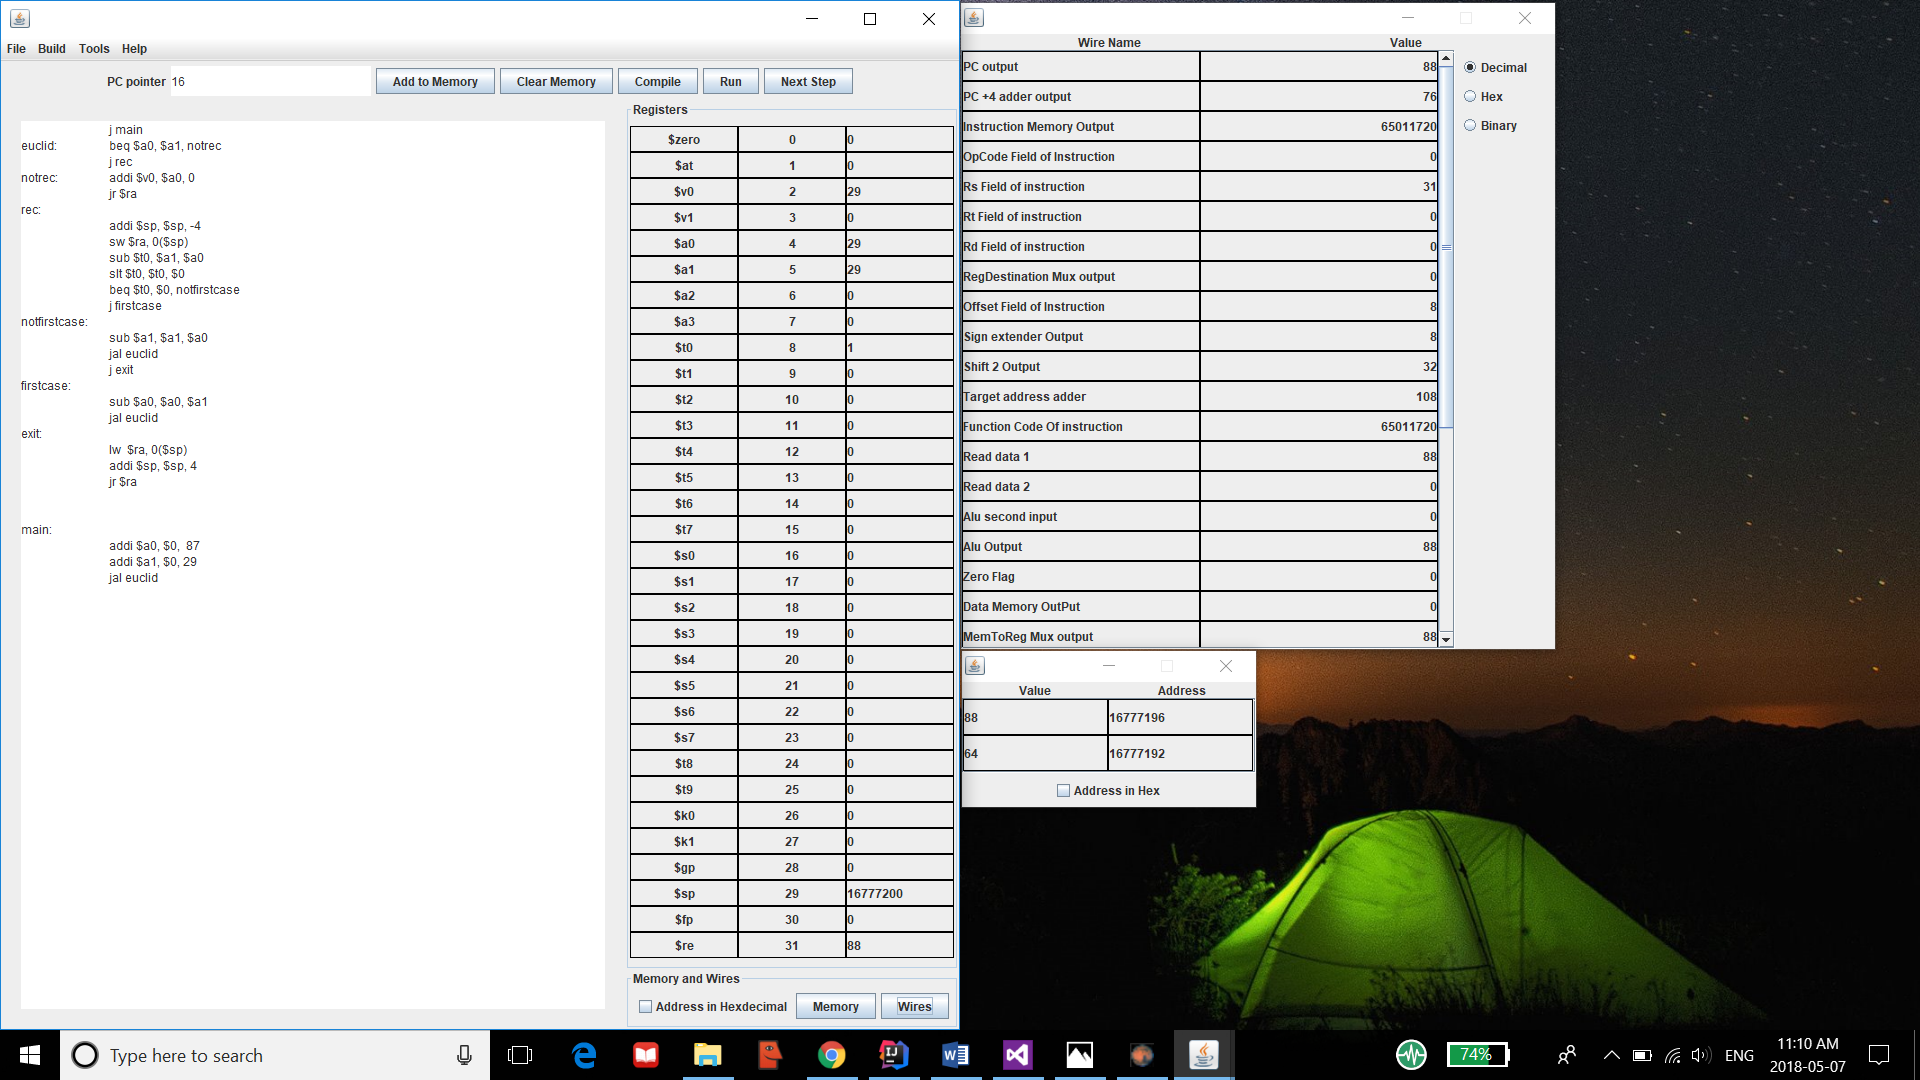 File Build Tools Help
PC pointer 16 Add to Memory Clear Memory Compile Run Next Step
j main
euclid: beq $a0, $a1, notrec
j rec
notrec: addi $v0, $a0, 0
jr $ra
rec:
addi $sp, $sp, -4
sw $ra, 0($sp)
sub $t0, $a1, $a0
slt $t0, $t0, $0
beq $t0, $0, notfirstcase
j firstcase
notfirstcase:
sub $a1, $a1, $a0
jal euclid
j exit
firstcase:
sub $a0, $a0, $a1
jal euclid
exit:
lw  $ra, 0($sp)
addi $sp, $sp, 4
jr $ra
main:
addi $a0, $0,  87
addi $a1, $0, 29
jal euclid
Registers
$zero 0 0
$at 1 0
$v0 2 29
$v1 3 0
$a0 4 29
$a1 5 29
$a2 6 0
$a3 7 0
$t0 8 1
$t1 9 0
$t2 10 0
$t3 11 0
$t4 12 0
$t5 13 0
$t6 14 0
$t7 15 0
$s0 16 0
$s1 17 0
$s2 18 0
$s3 19 0
$s4 20 0
$s5 21 0
$s6 22 0
$s7 23 0
$t8 24 0
$t9 25 0
$k0 26 0
$k1 27 0
$gp 28 0
$sp 29 16777200
$fp 30 0
$re 31 88
Memory and Wires
Address in Hexdecimal Memory Wires
Wire Name Value
PC output 88
PC +4 adder output 76
Instruction Memory Output 65011720
OpCode Field of Instruction 0
Rs Field of instruction 31
Rt Field of instruction 0
Rd Field of instruction 0
RegDestination Mux output 0
Offset Field of Instruction 8
Sign extender Output 8
Shift 2 Output 32
Target address adder 108
Function Code Of instruction 65011720
Read data 1 88
Read data 2 0
Alu second input 0
Alu Output 88
Zero Flag 0
Data Memory OutPut 0
MemToReg Mux output 88
Decimal
Hex
Binary
Value Address
88 16777196
64 16777192
Address in Hex
Type here to search
74%
ENG
11:10 AM
2018-05-07